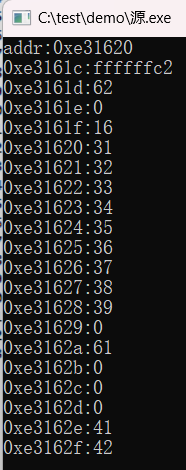 C:\test\demo\源.exe
addr:0xe31620
0xe3161c:ffffffc2
0xe3161d:62
0xe3161e:0
0xe3161f:16
0xe31620:31
0xe31621:32
0xe31622:33
0xe31623:34
0xe31624:35
0xe31625:36
0xe31626:37
0xe31627:38
0xe31628:39
0xe31629:0
0xe3162a:61
0xe3162b:0
0xe3162c:0
0xe3162d:0
0xe3162e:41
0xe3162f:42